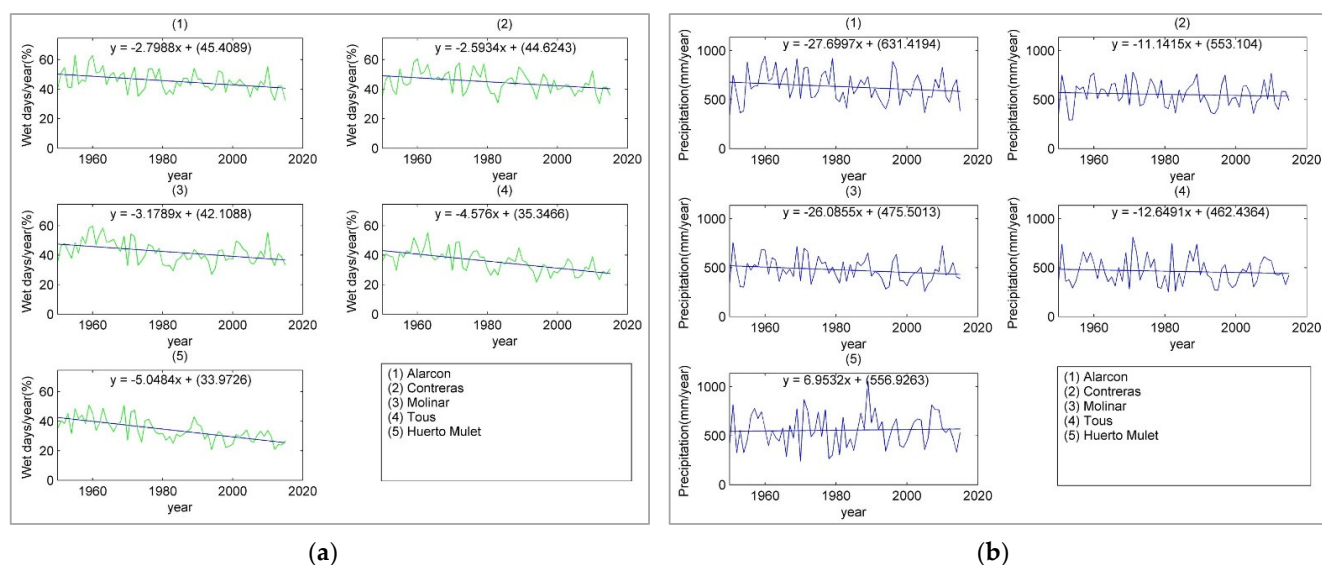 (1)
y = -2.7988x + (45.4089)
Wet days/year(%)
60
40
20
0
1960 1980 2000 2020
year
(2)
y = -2.5934x + (44.6243)
Wet days/year(%)
60
40
20
0
1960 1980 2000 2020
year
(3)
y = -3.1789x + (42.1088)
Wet days/year(%)
60
40
20
0
1960 1980 2000 2020
year
(4)
y = -4.576x + (35.3466)
Wet days/year(%)
60
40
20
0
1960 1980 2000 2020
year
(5)
y = -5.0484x + (33.9726)
Wet days/year(%)
60
40
20
0
1960 1980 2000 2020
year
(1) Alarcon
(2) Contreras
(3) Molinar
(4) Tous
(5) Huerto Mulet
(a)
(1)
y = -27.6997x + (631.4194)
Precipitation(mm/year)
1000
500
0
1960 1980 2000 2020
year
(2)
y = -11.1415x + (553.104)
Precipitation(mm/year)
1000
500
0
1960 1980 2000 2020
year
(3)
y = -26.0855x + (475.5013)
Precipitation(mm/year)
1000
500
0
1960 1980 2000 2020
year
(4)
y = -12.6491x + (462.4364)
Precipitation(mm/year)
1000
500
0
1960 1980 2000 2020
year
(5)
y = 6.9532x + (556.9263)
Precipitation(mm/year)
1000
500
0
1960 1980 2000 2020
year
(1) Alarcon
(2) Contreras
(3) Molinar
(4) Tous
(5) Huerto Mulet
(b)